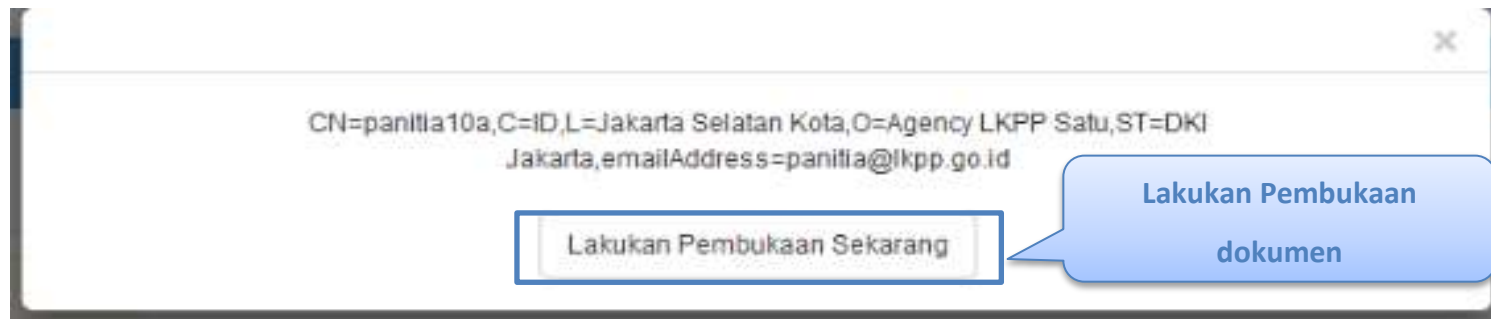 ×
CN=panitia10a,C=ID,L=Jakarta Selatan Kota,O=Agency LKPP Satu,ST=DKI
Jakarta,emailAddress=panitia@lkpp.go.id
Lakukan Pembukaan Sekarang
Lakukan Pembukaan
dokumen